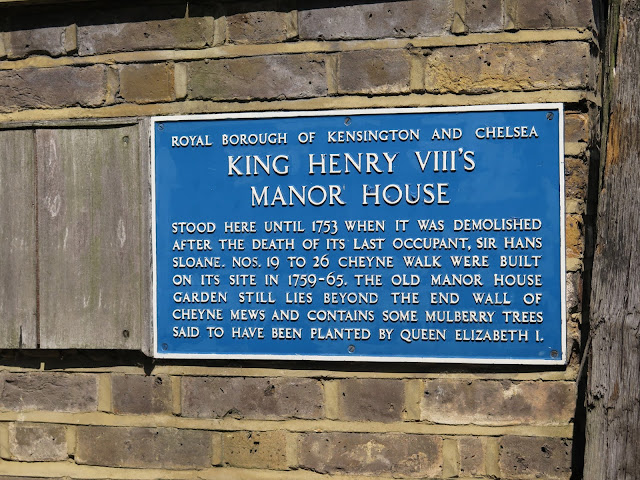 ROYAL BOROUGH OF KENSINGTON AND CHELSEA
KING HENRY VIII'S
MANOR HOUSE
STOOD HERE UNTIL 1753 WHEN IT WAS DEMOLISHED
AFTER THE DEATH OF ITS LAST OCCUPANT, SIR HANS
SLOANE. NOS. 19 TO 26 CHEYNE WALK WERE BUILT
ON ITS SITE IN 1759-65. THE OLD MANOR HOUSE
GARDEN STILL LIES BEYOND THE END WALL OF
CHEYNE MEWS AND CONTAINS SOME MULBERRY TREES
SAID TO HAVE BEEN PLANTED BY QUEEN ELIZABETH I.